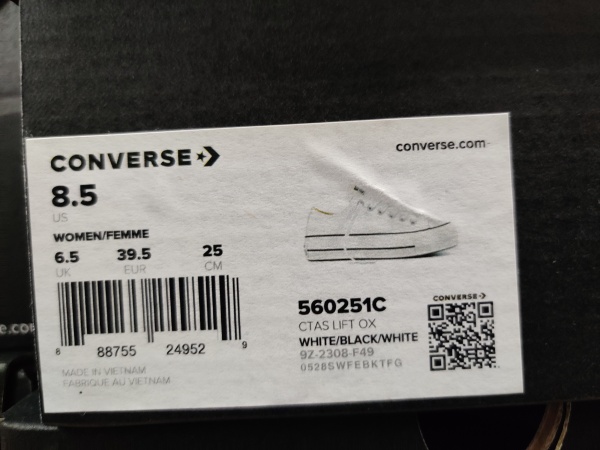 CONVERSE
converse.com
8.5
US
WOMEN/FEMME
6.5 39.5 25
UK EUR CM
8 88755 24952 9
MADE IN VIETNAM
FABRIQUE AU VIETNAM
560251C
CTAS LIFT OX
WHITE/BLACK/WHITE
9Z-2308-F49
0528SWFEBKTFG
CONVERSE
e.co